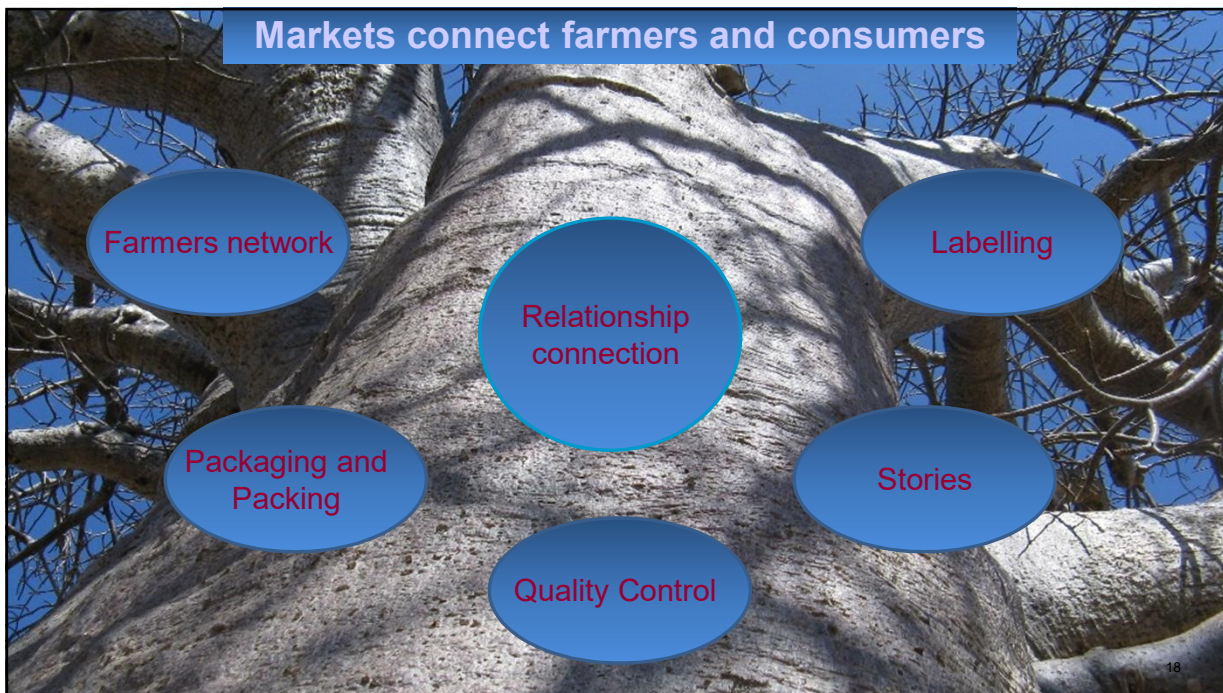 Markets connect farmers and consumers
Farmers network
Labelling
Relationship
connection
Packaging and
Packing
Stories
Quality Control
18